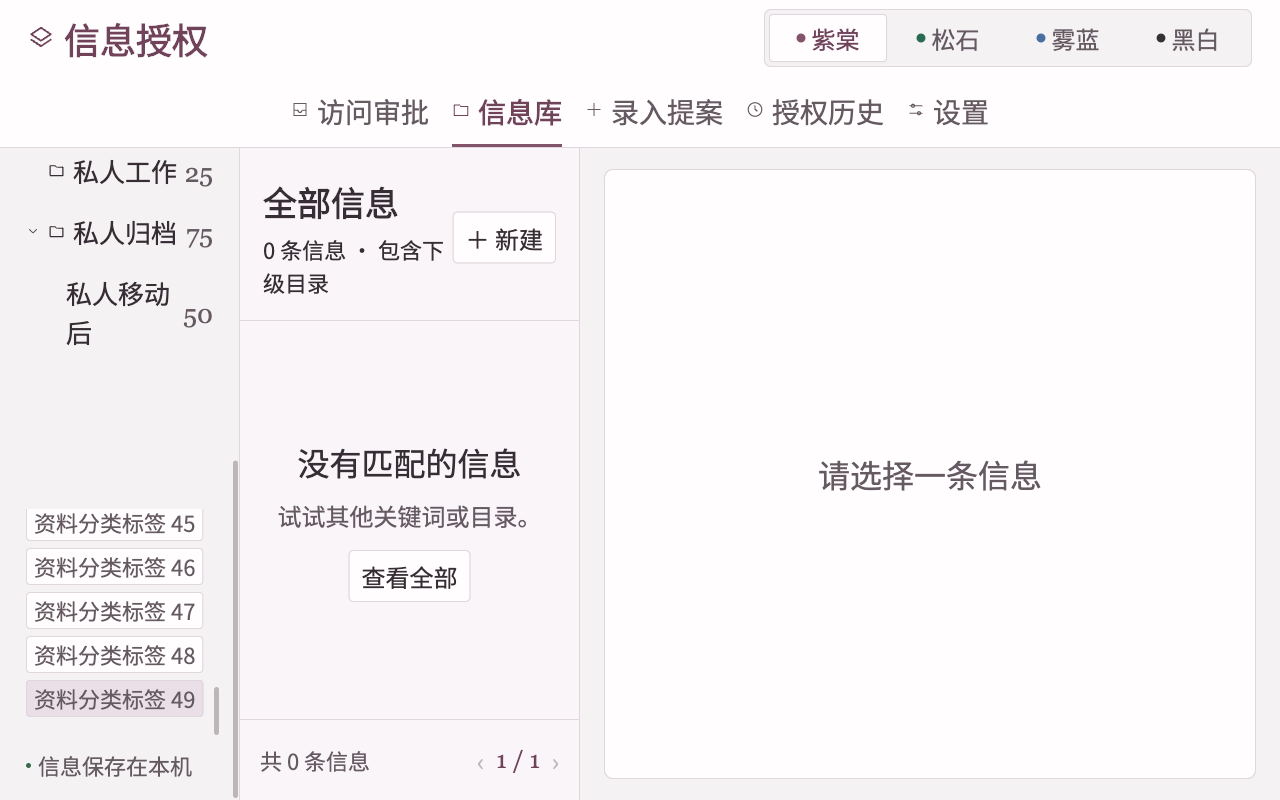 信息授权
紫棠
松石
雾蓝
黑白
访问审批
信息库
录入提案
授权历史
设置
私人工作 25
私人归档 75
私人移动
后
50
资料分类标签 45
资料分类标签 46
资料分类标签 47
资料分类标签 48
资料分类标签 49
信息保存在本机
全部信息
0 条信息 · 包含下
级目录
新建
没有匹配的信息
试试其他关键词或目录。
查看全部
共 0 条信息
‹ 1 / 1 ›
请选择一条信息